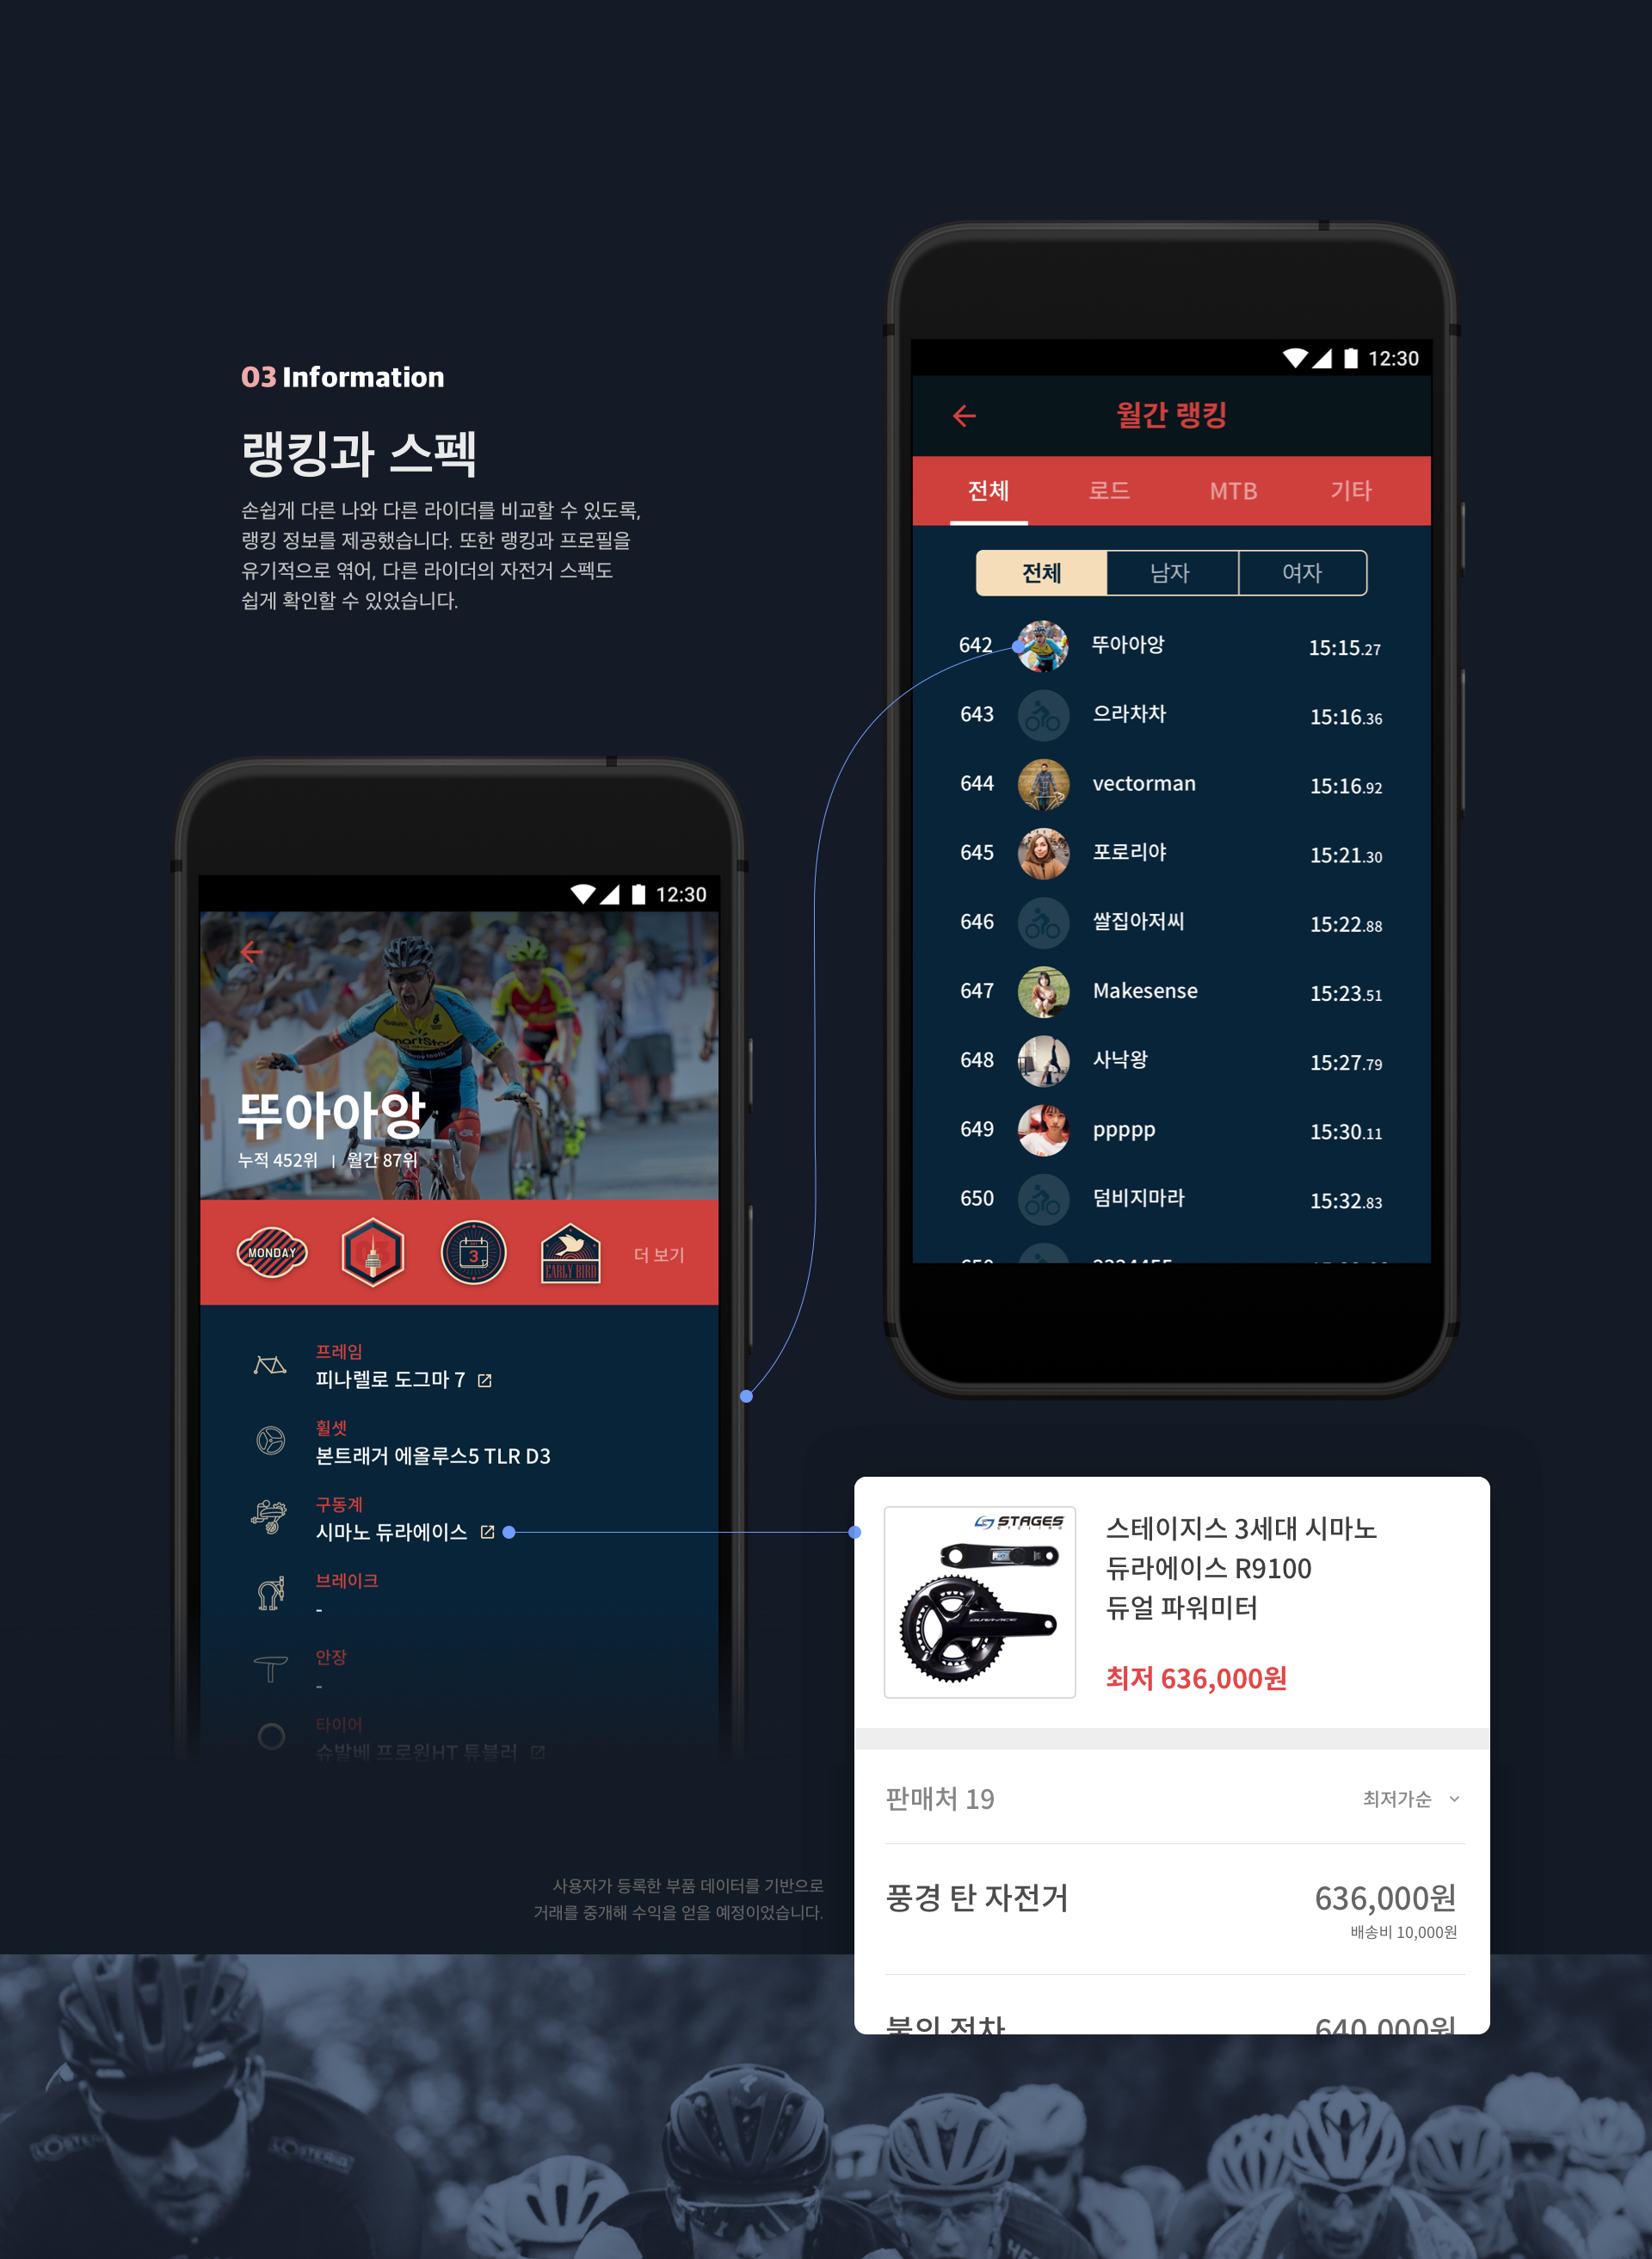 03 Information
랭킹과 스펙
손쉽게 다른 나와 다른 라이더를 비교할 수 있도록,
랭킹 정보를 제공했습니다. 또한 랭킹과 프로필을
유기적으로 엮어, 다른 라이더의 자전거 스펙도
쉽게 확인할 수 있었습니다.
12:30
월간 랭킹
전체 로드 MTB 기타
전체 남자 여자
642 뚜아아앙 15:15.27
643 으라차차 15:16.36
644 vectorman 15:16.92
645 포로리야 15:21.30
646 쌀집아저씨 15:22.88
647 Makesense 15:23.51
648 사낙왕 15:27.79
649 ppppp 15:30.11
650 덤비지마라 15:32.83
12:30
뚜아아앙
누적 452위 | 월간 87위
MONDAY
3
EARLY BIRD
더 보기
프레임
피나렐로 도그마 7
휠셋
본트래거 에올루스5 TLR D3
구동계
시마노 듀라에이스
브레이크
-
안장
-
타이어
슈발베 프로원HT 튜블러
STAGES
CYCLING
DURA-ACE
스테이지스 3세대 시마노
듀라에이스 R9100
듀얼 파워미터
최저 636,000원
판매처 19 최저가순
풍경 탄 자전거 636,000원
배송비 10,000원
불의 전차 640,000원
사용자가 등록한 부품 데이터를 기반으로
거래를 중개해 수익을 얻을 예정이었습니다.